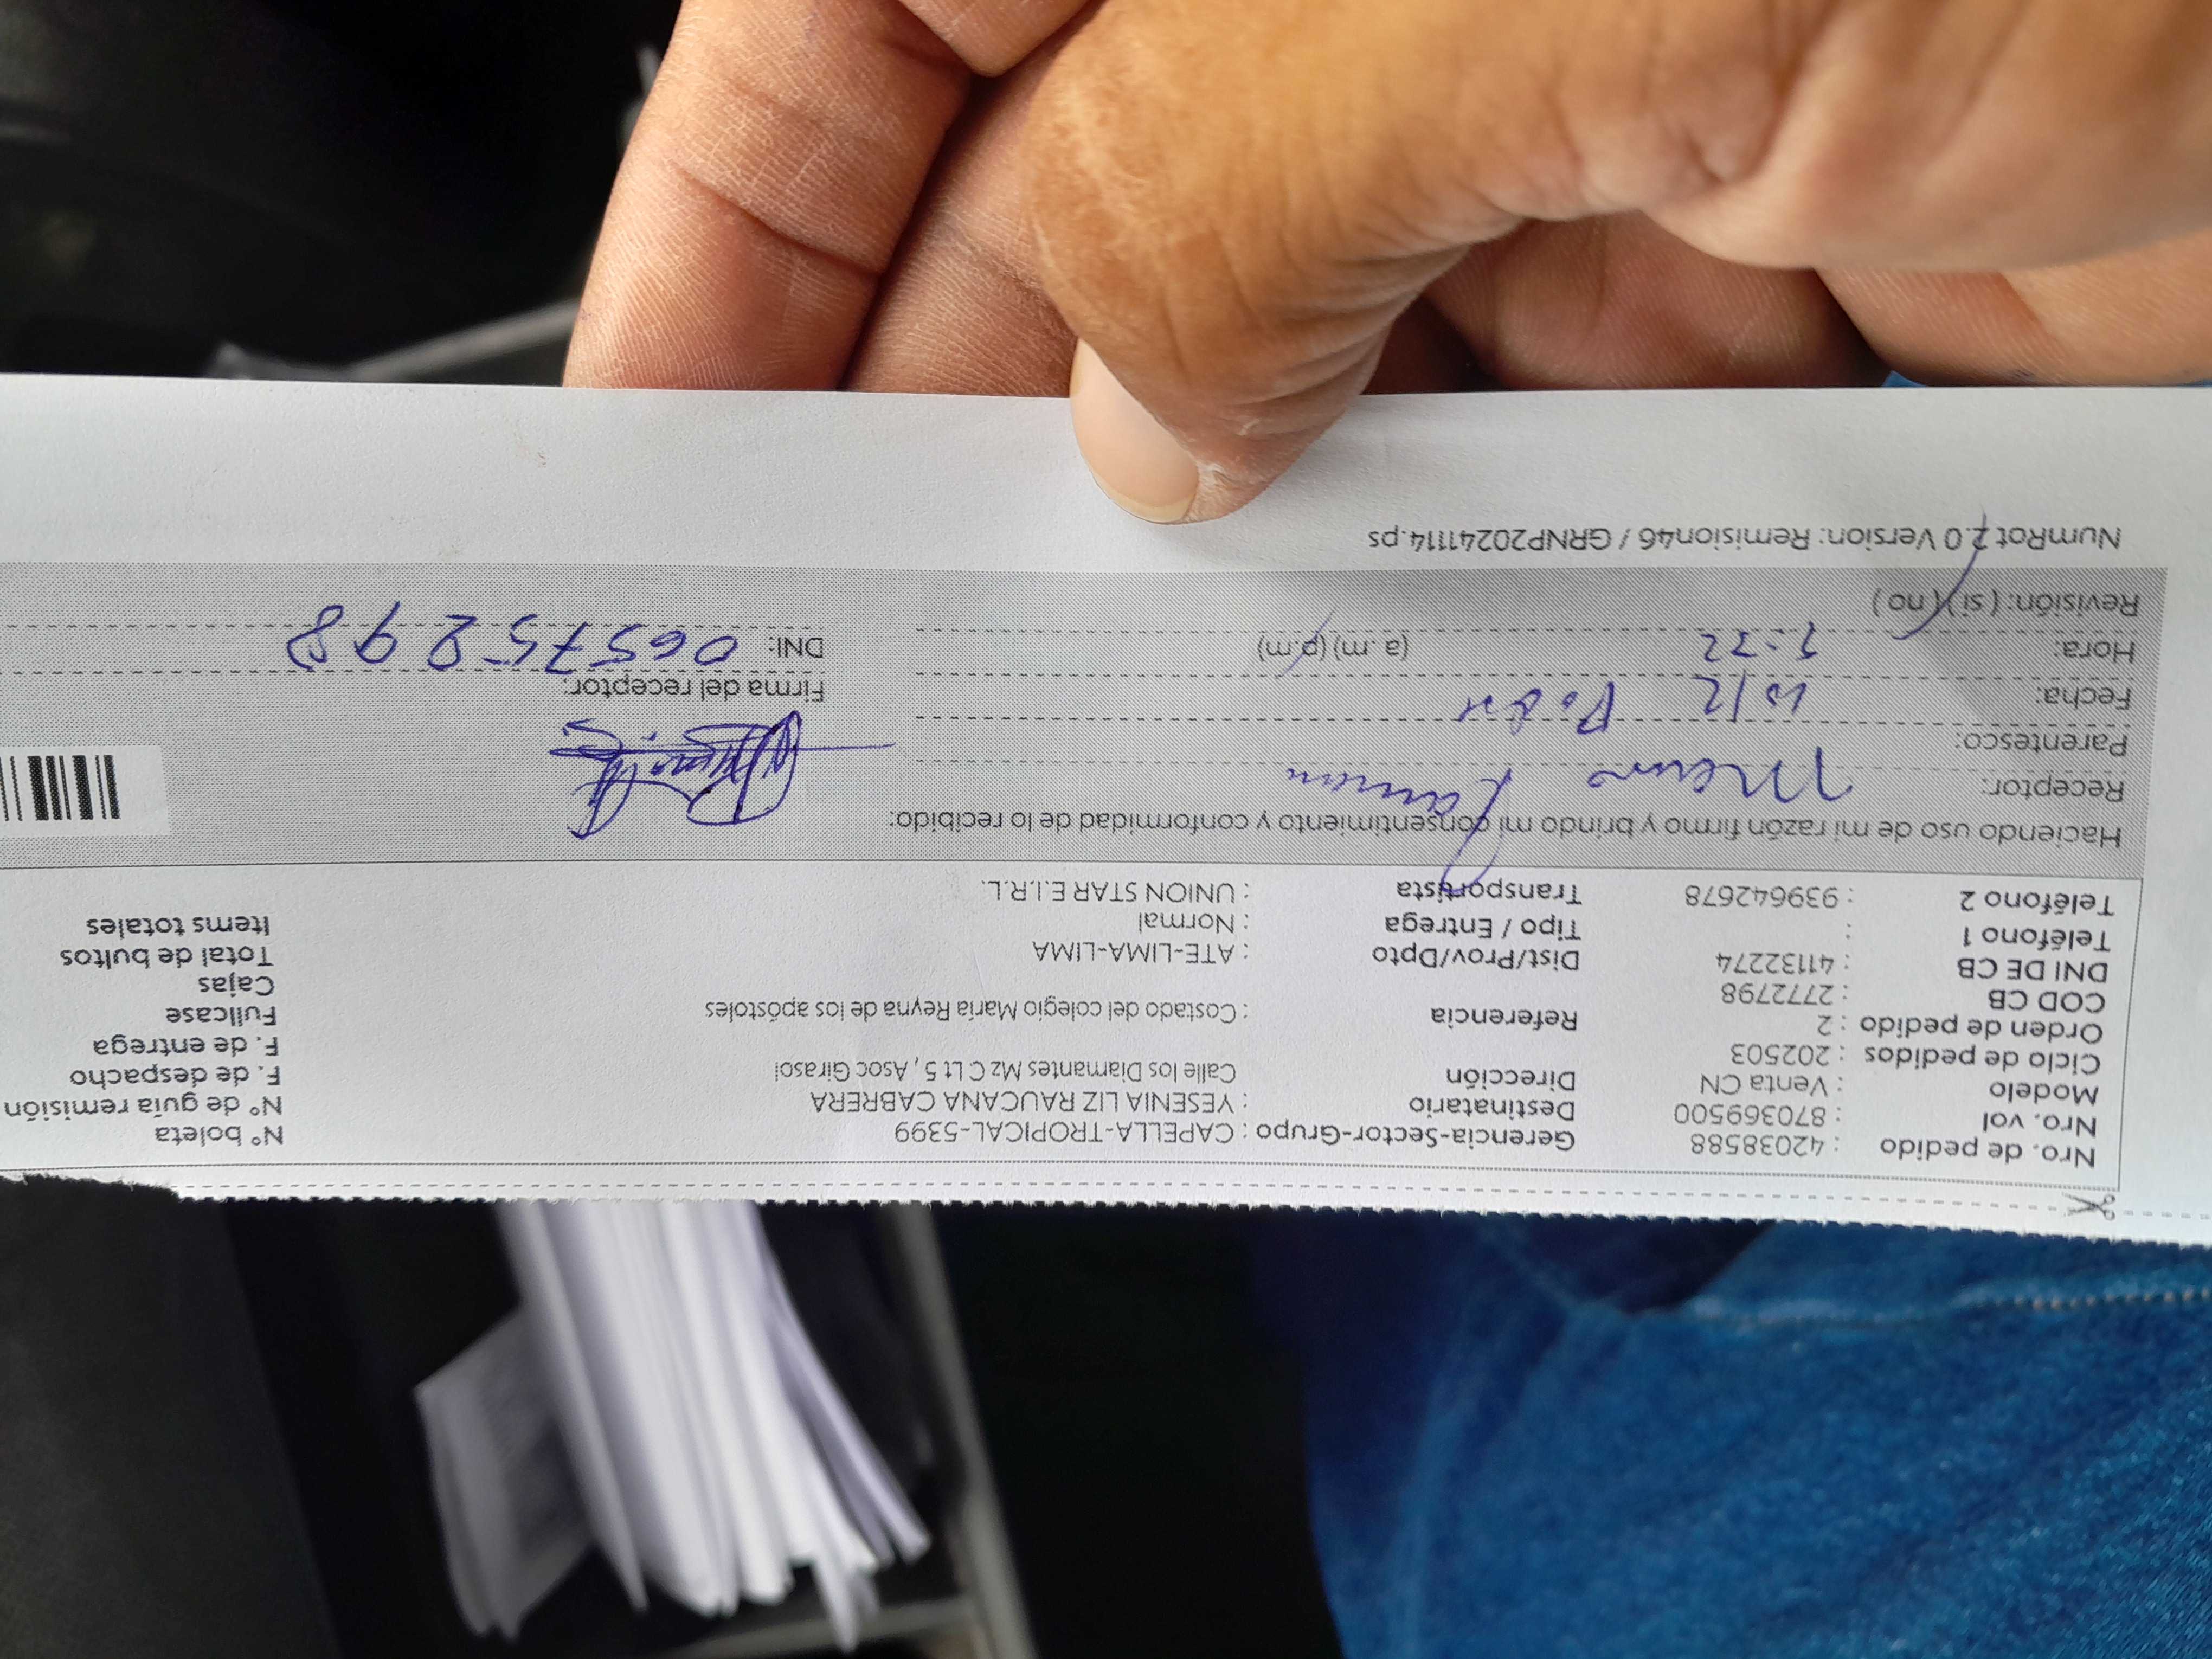 Nro. de pedido : 42038588 Gerencia-Sector-Grupo : CAPELLA-TROPICAL-5399 N° boleta
Nro. vol : 870369500 Destinatario : YESENIA LIZ RAUCANA CABRERA N° de guía remisión
Modelo : Venta CN Dirección Calle los Diamantes Mz C Lt 5 , Asoc Girasol F. de despacho
Ciclo de pedidos : 202503 F. de entrega
Orden de pedido : 2 Referencia : Costado del colegio María Reyna de los apóstoles Fullcase
COD CB : 2772798 Cajas
DNI DE CB : 41132274 Dist/Prov/Dpto : ATE-LIMA-LIMA Total de bultos
Teléfono 1 : Tipo / Entrega : Normal Items totales
Teléfono 2 : 939642678 Transportista : UNION STAR E.I.R.L.
Haciendo uso de mi razón firmo y brindo mi consentimiento y conformidad de lo recibido:
Receptor:
Parentesco:
Fecha: Firma del receptor:
Hora: (a.m) (p.m) DNI: 06575898
Revisión: ( si ) ( no )
NumRot 2.0 Version: Remision46 / GRNP20241114.ps